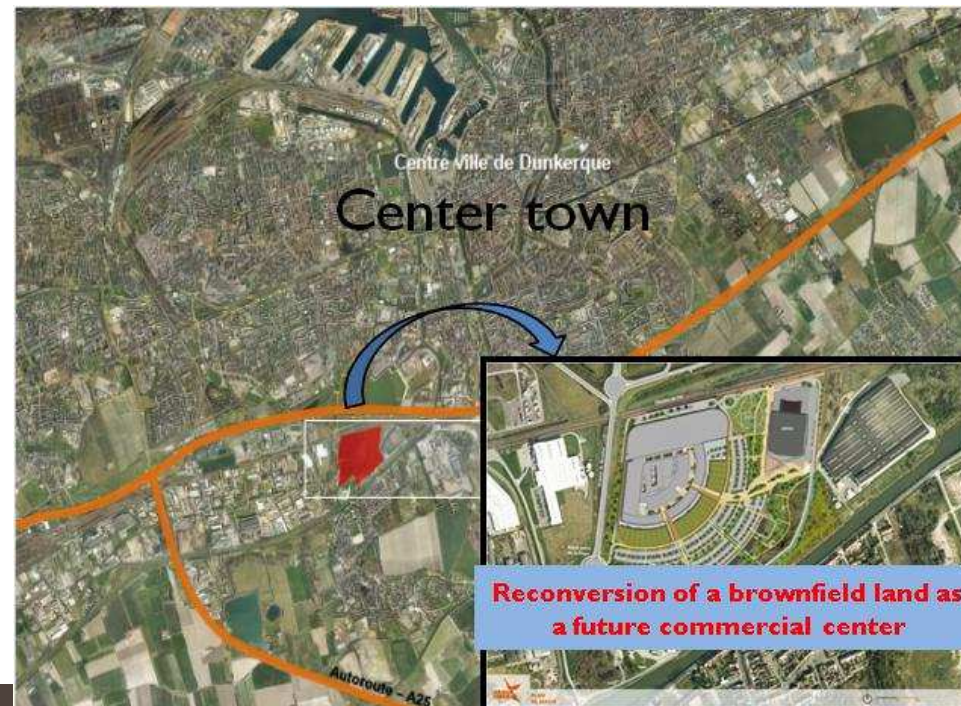 Centre ville de Dunkerque
Center town
Reconversion of a brownfield land as
a future commercial center
Autoroute - A25